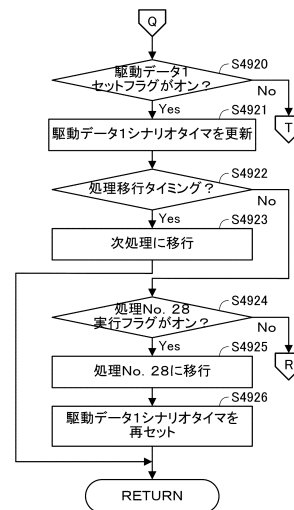 Q
駆動データ1
セットフラグがオン？
S4920
No
T
Yes
S4921
駆動データ1シナリオタイマを更新
S4922
処理移行タイミング？
No
Yes
S4923
次処理に移行
S4924
処理No. 28
実行フラグがオン？
No
R
Yes
S4925
処理No. 28に移行
S4926
駆動データ1シナリオタイマを
再セット
RETURN